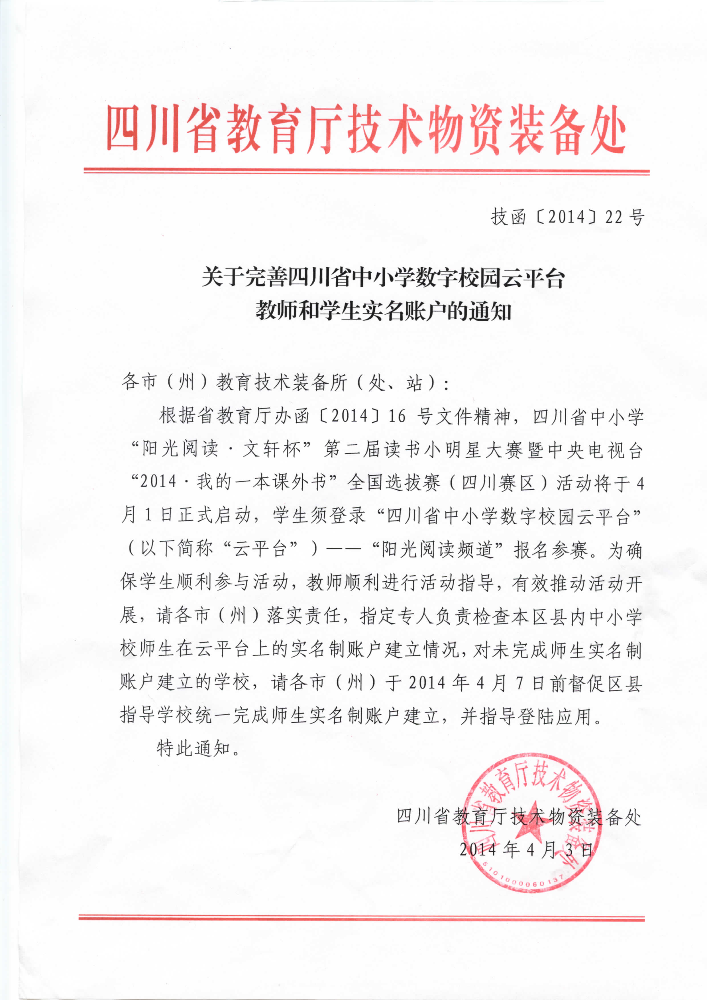 四川省教育厅技术物资装备处
技函〔2014〕22 号
关于完善四川省中小学数字校园云平台
教师和学生实名账户的通知
各市（州）教育技术装备所（处、站）：
根据省教育厅办函〔2014〕16 号文件精神，四川省中小学
“阳光阅读·文轩杯”第二届读书小明星大赛暨中央电视台
“2014·我的一本课外书”全国选拔赛（四川赛区）活动将于 4
月 1 日正式启动，学生须登录“四川省中小学数字校园云平台”
（以下简称“云平台”）——“阳光阅读频道”报名参赛。为确
保学生顺利参与活动，教师顺利进行活动指导，有效推动活动开
展，请各市（州）落实责任，指定专人负责检查本区县内中小学
校师生在云平台上的实名制账户建立情况，对未完成师生实名制
账户建立的学校，请各市（州）于 2014 年 4 月 7 日前督促区县
指导学校统一完成师生实名制账户建立，并指导登陆应用。
特此通知。
四川省教育厅技术物资装备处
2014 年 4 月 3 日
四川省教育厅技术物资装备处
5101000060137